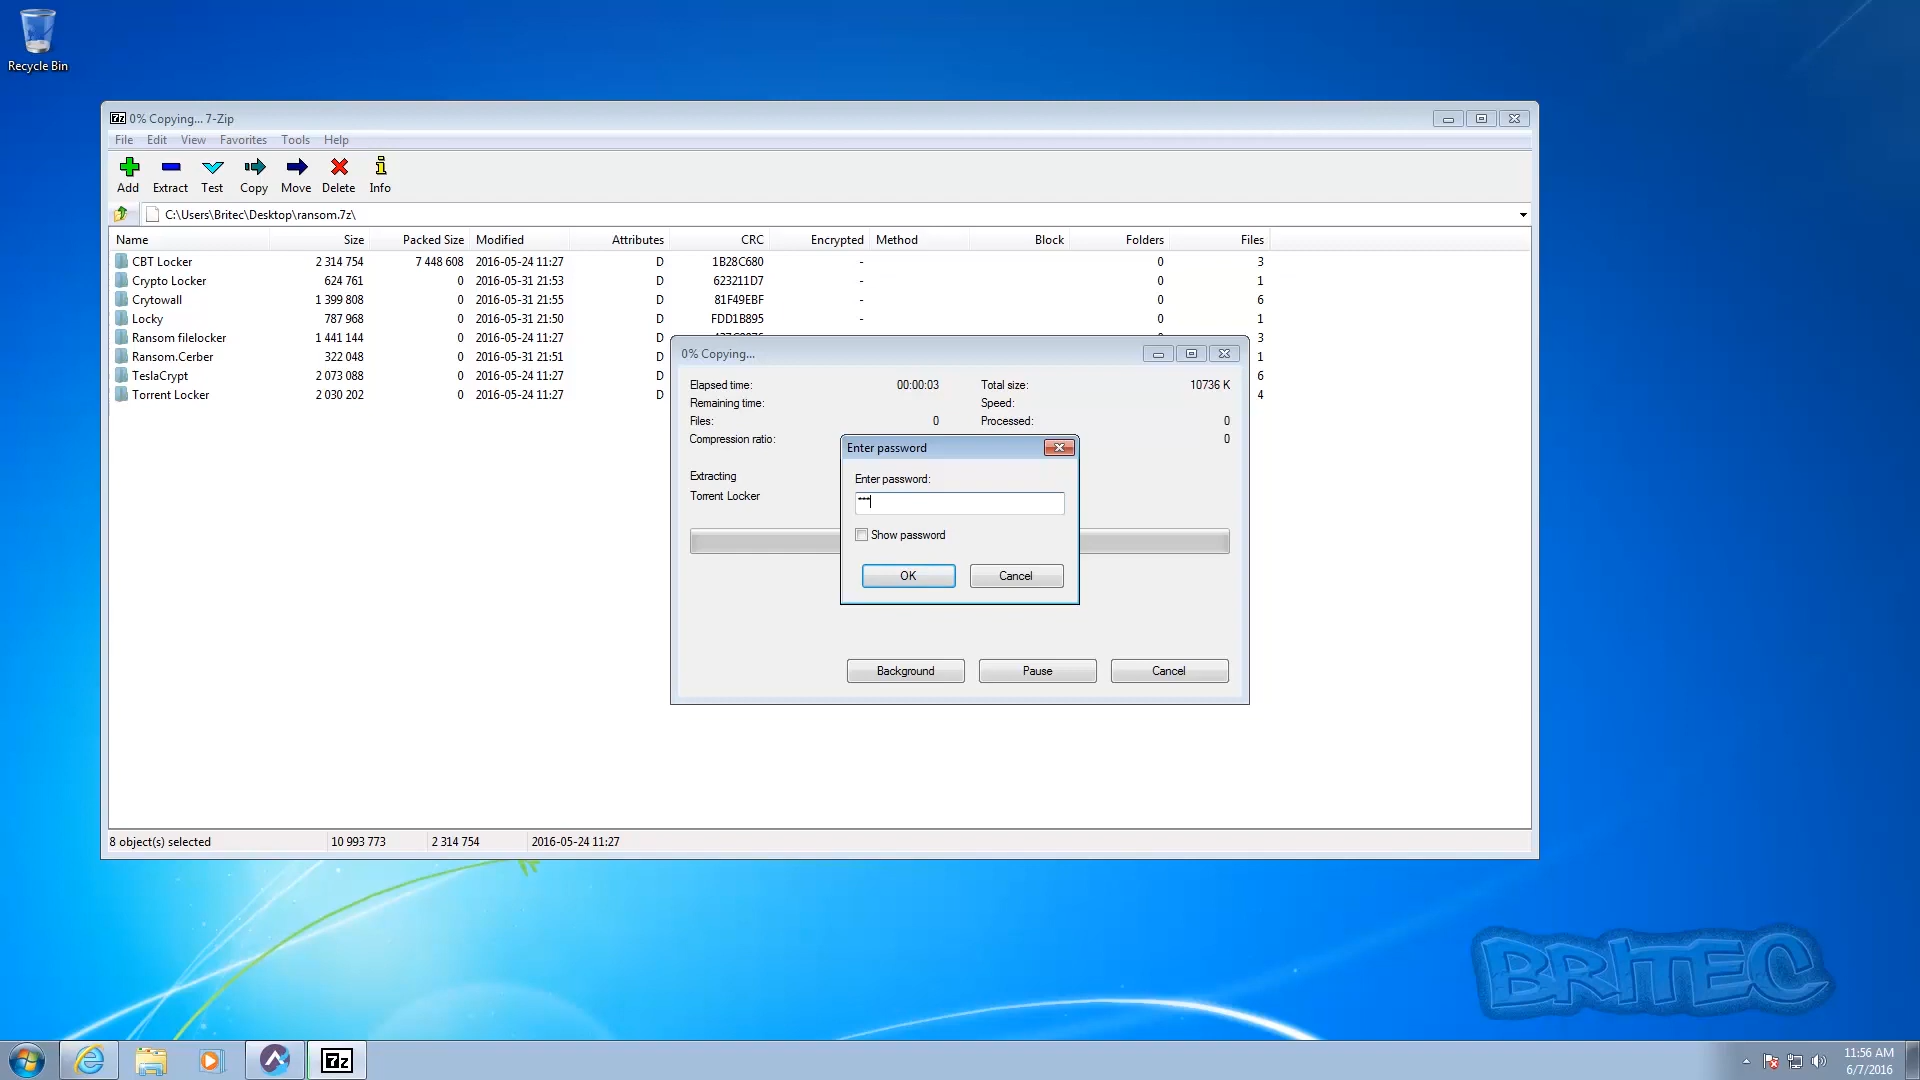 Recycle Bin
0% Copying... 7-Zip
File Edit View Favorites Tools Help
Add Extract Test Copy Move Delete Info
C:\Users\Britec\Desktop\ransom.7z\
Name Size Packed Size Modified Attributes CRC Encrypted Method Block Folders Files
CBT Locker 2 314 754 7 448 608 2016-05-24 11:27 D 1B28C680 - 0 3
Crypto Locker 624 761 0 2016-05-31 21:53 D 623211D7 - 0 1
Crytowall 1 399 808 0 2016-05-31 21:55 D 81F49EBF - 0 6
Locky 787 968 0 2016-05-31 21:50 D FDD1B895 - 0 1
Ransom filelocker 1 441 144 0 2016-05-24 11:27 D 3
Ransom.Cerber 322 048 0 2016-05-31 21:51 D 1
TeslaCrypt 2 073 088 0 2016-05-24 11:27 D 6
Torrent Locker 2 030 202 0 2016-05-24 11:27 D 4
0% Copying...
Elapsed time: 00:00:03 Total size: 10736 K
Remaining time: Speed:
Files: 0 Processed: 0
Compression ratio: 0
Extracting
Torrent Locker
Enter password
Enter password:
***
Show password
OK Cancel
Background Pause Cancel
8 object(s) selected 10 993 773 2 314 754 2016-05-24 11:27
BRITEC
7z
11:56 AM
6/7/2016